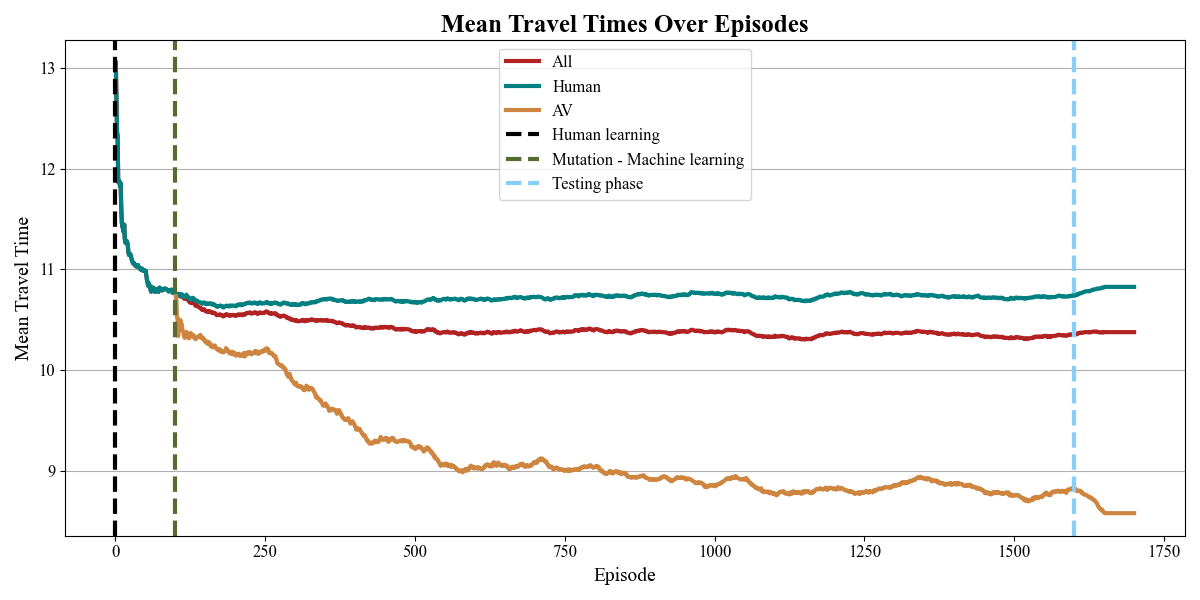 Mean Travel Times Over Episodes
All
Human
AV
Human learning
Mutation - Machine learning
Testing phase
Mean Travel Time
13
12
11
10
9
0
250
500
750
1000
1250
1500
1750
Episode